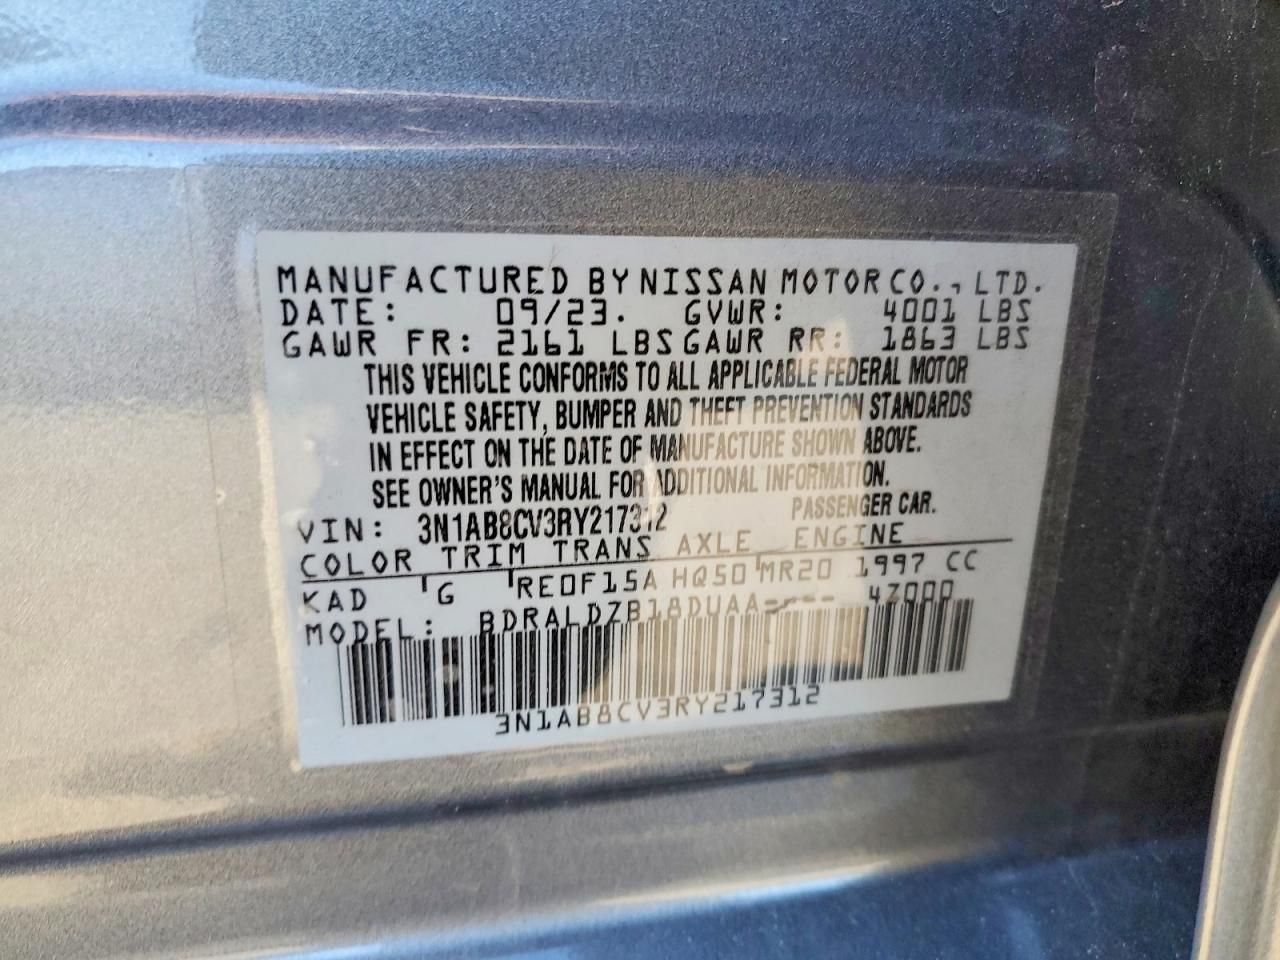 MANUFACTURED BY NISSAN MOTOR CO., LTD.
DATE: 09/23. GVWR: 4001 LBS
GAWR FR: 2161 LBS GAWR RR: 1863 LBS
THIS VEHICLE CONFORMS TO ALL APPLICABLE FEDERAL MOTOR
VEHICLE SAFETY, BUMPER AND THEFT PREVENTION STANDARDS
IN EFFECT ON THE DATE OF MANUFACTURE SHOWN ABOVE.
SEE OWNER'S MANUAL FOR ADDITIONAL INFORMATION.
PASSENGER CAR.
VIN: 3N1AB8CV3RY217312
COLOR TRIM TRANS AXLE ENGINE
KAD G RE0F15A HQ50 MR20 1997 CC
MODEL: BDRALDZB18DUAA---- 4Z000
3N1AB8CV3RY217312